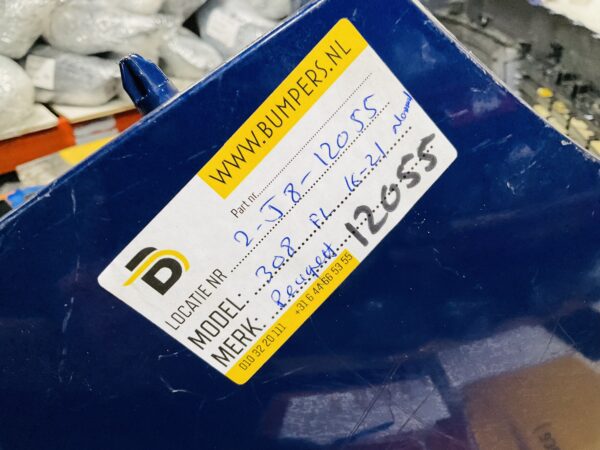 WWW.BUMPERS.NL
Part nr.
LOCATIE NR 2-J8-12055
MODEL: 308 FL 16-21 Normal
MERK: Peugeot 12055
010 32 20 111 +31 6 44 66 53 55